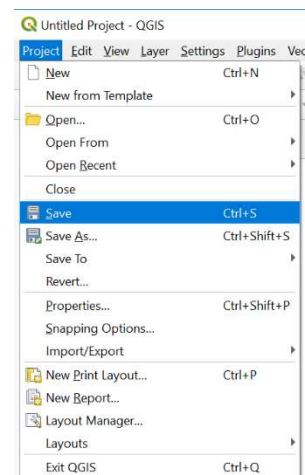 Untitled Project - QGIS
Project Edit View Layer Settings Plugins Vec
New Ctrl+N
New from Template
Open... Ctrl+O
Open From
Open Recent
Close
Save Ctrl+S
Save As... Ctrl+Shift+S
Save To
Revert...
Properties... Ctrl+Shift+P
Snapping Options...
Import/Export
New Print Layout... Ctrl+P
New Report...
Layout Manager...
Layouts
Exit QGIS Ctrl+Q